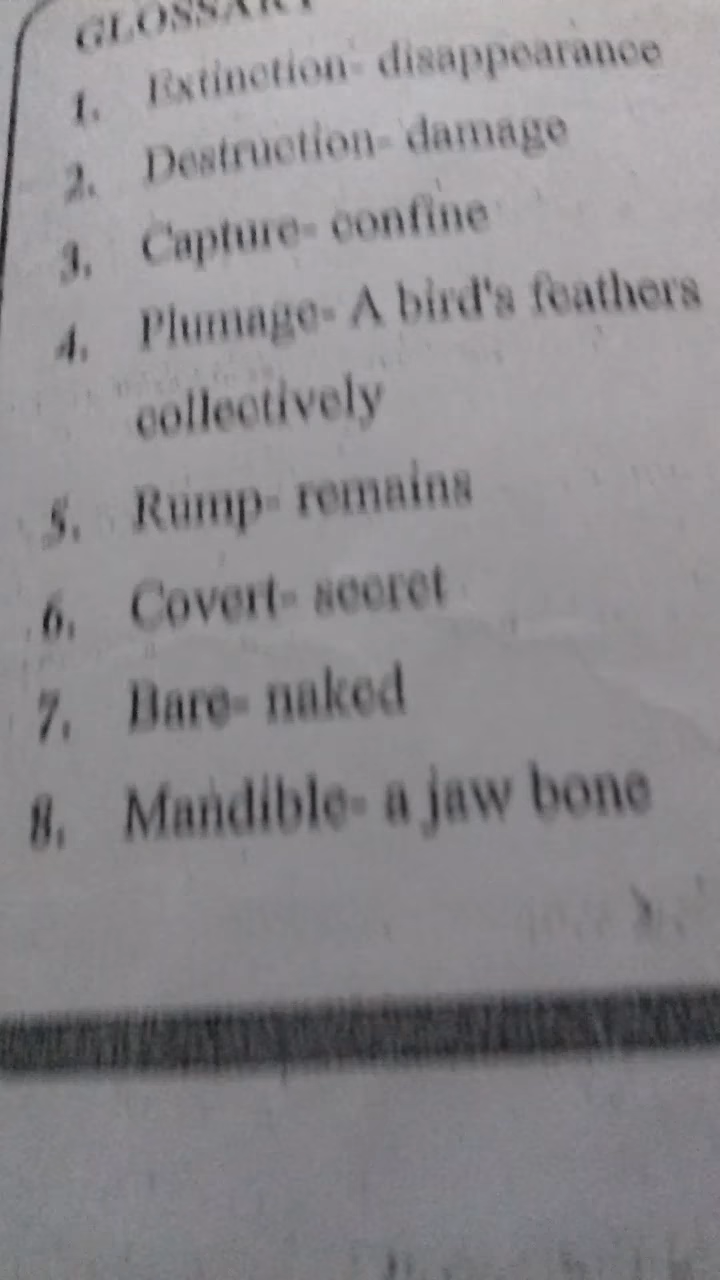 GLOSSARY
1. Extinction- disappearance
2. Destruction- damage
3. Capture- confine
4. Plumage- A bird's feathers
collectively
5. Rump- remains
6. Covert- secret
7. Bare- naked
8. Mandible- a jaw bone